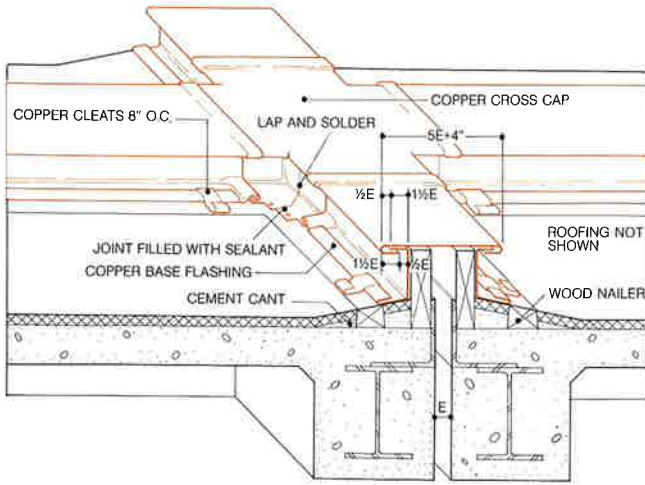 COPPER CROSS CAP
COPPER CLEATS 8" O.C.
LAP AND SOLDER
5E+4"
½E
1½E
ROOFING NOT
SHOWN
JOINT FILLED WITH SEALANT
1½E
½E
COPPER BASE FLASHING
CEMENT CANT
WOOD NAILER
E